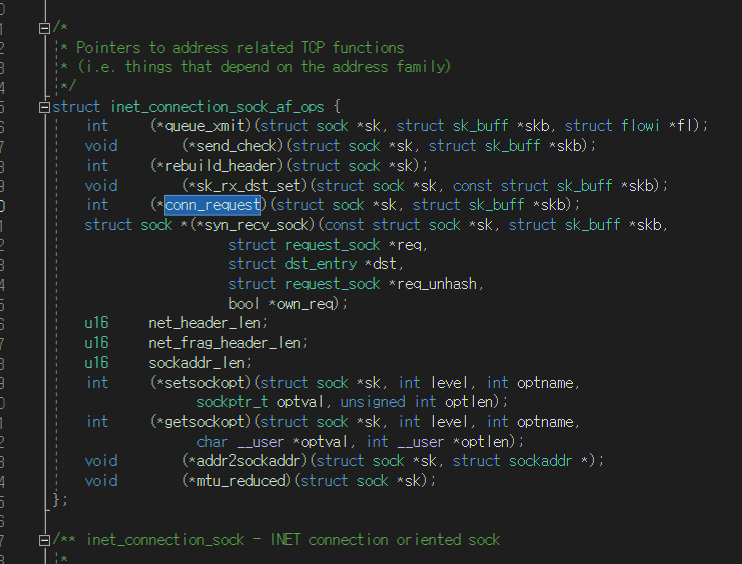 /*
* Pointers to address related TCP functions
* (i.e. things that depend on the address family)
*/
struct inet_connection_sock_af_ops {
int (*queue_xmit)(struct sock *sk, struct sk_buff *skb, struct flowi *fl);
void (*send_check)(struct sock *sk, struct sk_buff *skb);
int (*rebuild_header)(struct sock *sk);
void (*sk_rx_dst_set)(struct sock *sk, const struct sk_buff *skb);
int (*conn_request)(struct sock *sk, struct sk_buff *skb);
struct sock *(*syn_recv_sock)(const struct sock *sk, struct sk_buff *skb,
struct request_sock *req,
struct dst_entry *dst,
struct request_sock *req_unhash,
bool *own_req);
u16 net_header_len;
u16 net_frag_header_len;
u16 sockaddr_len;
int (*setsockopt)(struct sock *sk, int level, int optname,
sockptr_t optval, unsigned int optlen);
int (*getsockopt)(struct sock *sk, int level, int optname,
char __user *optval, int __user *optlen);
void (*addr2sockaddr)(struct sock *sk, struct sockaddr *);
void (*mtu_reduced)(struct sock *sk);
};
/** inet_connection_sock - INET connection oriented sock
*